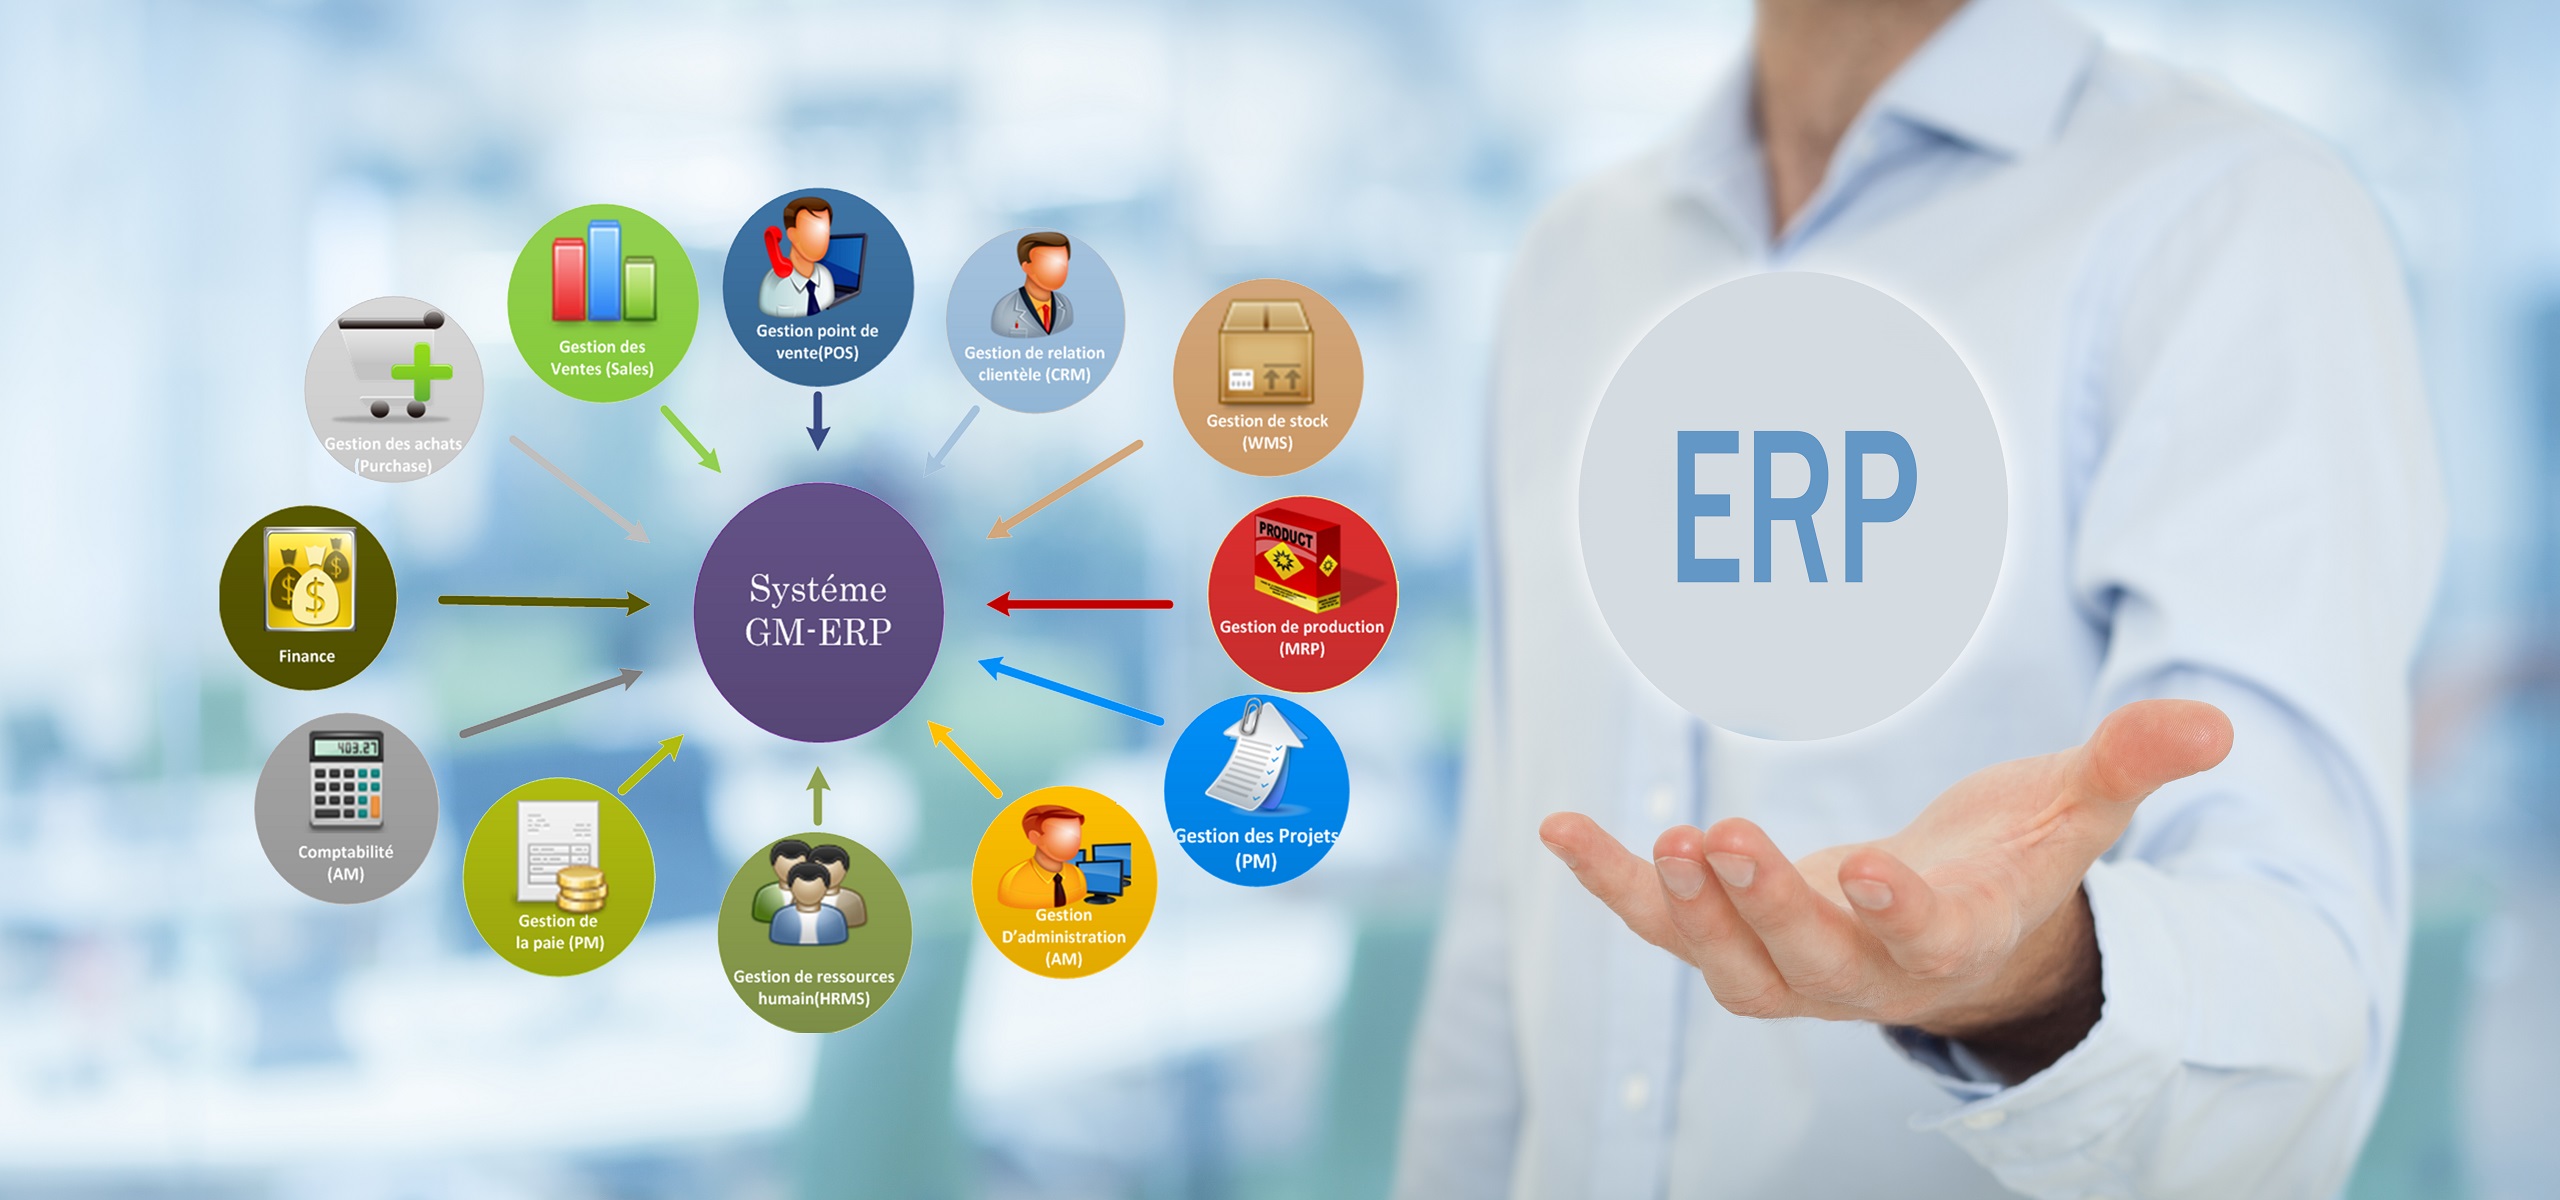 Gestion des
Ventes (Sales)
Gestion point de
vente(POS)
Gestion de relation
clientèle (CRM)
Gestion des achats
(Purchase)
Gestion de stock
(WMS)
ERP
PRODUCT
Gestion de production
(MRP)
Finance
Systéme
GM-ERP
403.27
Comptabilité
(AM)
Gestion des Projets
(PM)
Gestion de
la paie (PM)
Gestion
D’administration
(AM)
Gestion de ressources
humain(HRMS)